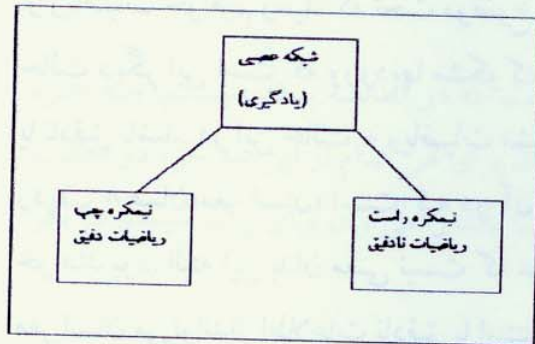 شبکه عصبی
(یادگیری)
نیمکره راست
ریاضیات نادقیق
نیمکره چپ
ریاضیات دقیق